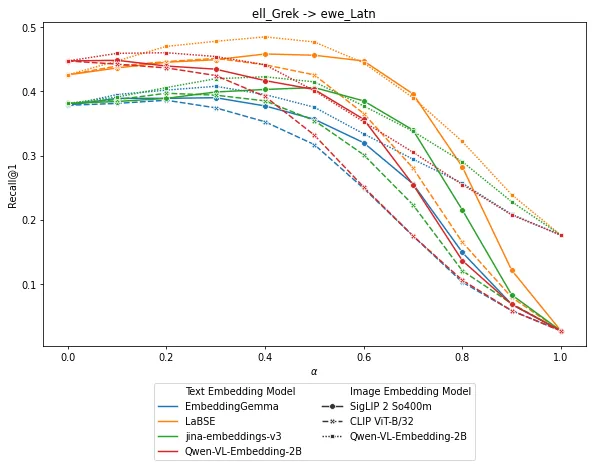 ell_Grek -> ewe_Latn
Recall@1
0.5
0.4
0.3
0.2
0.1
0.0 0.2 0.4 0.6 0.8 1.0
α
Text Embedding Model Image Embedding Model
EmbeddingGemma SigLIP 2 So400m
LaBSE CLIP ViT-B/32
jina-embeddings-v3 Qwen-VL-Embedding-2B
Qwen-VL-Embedding-2B